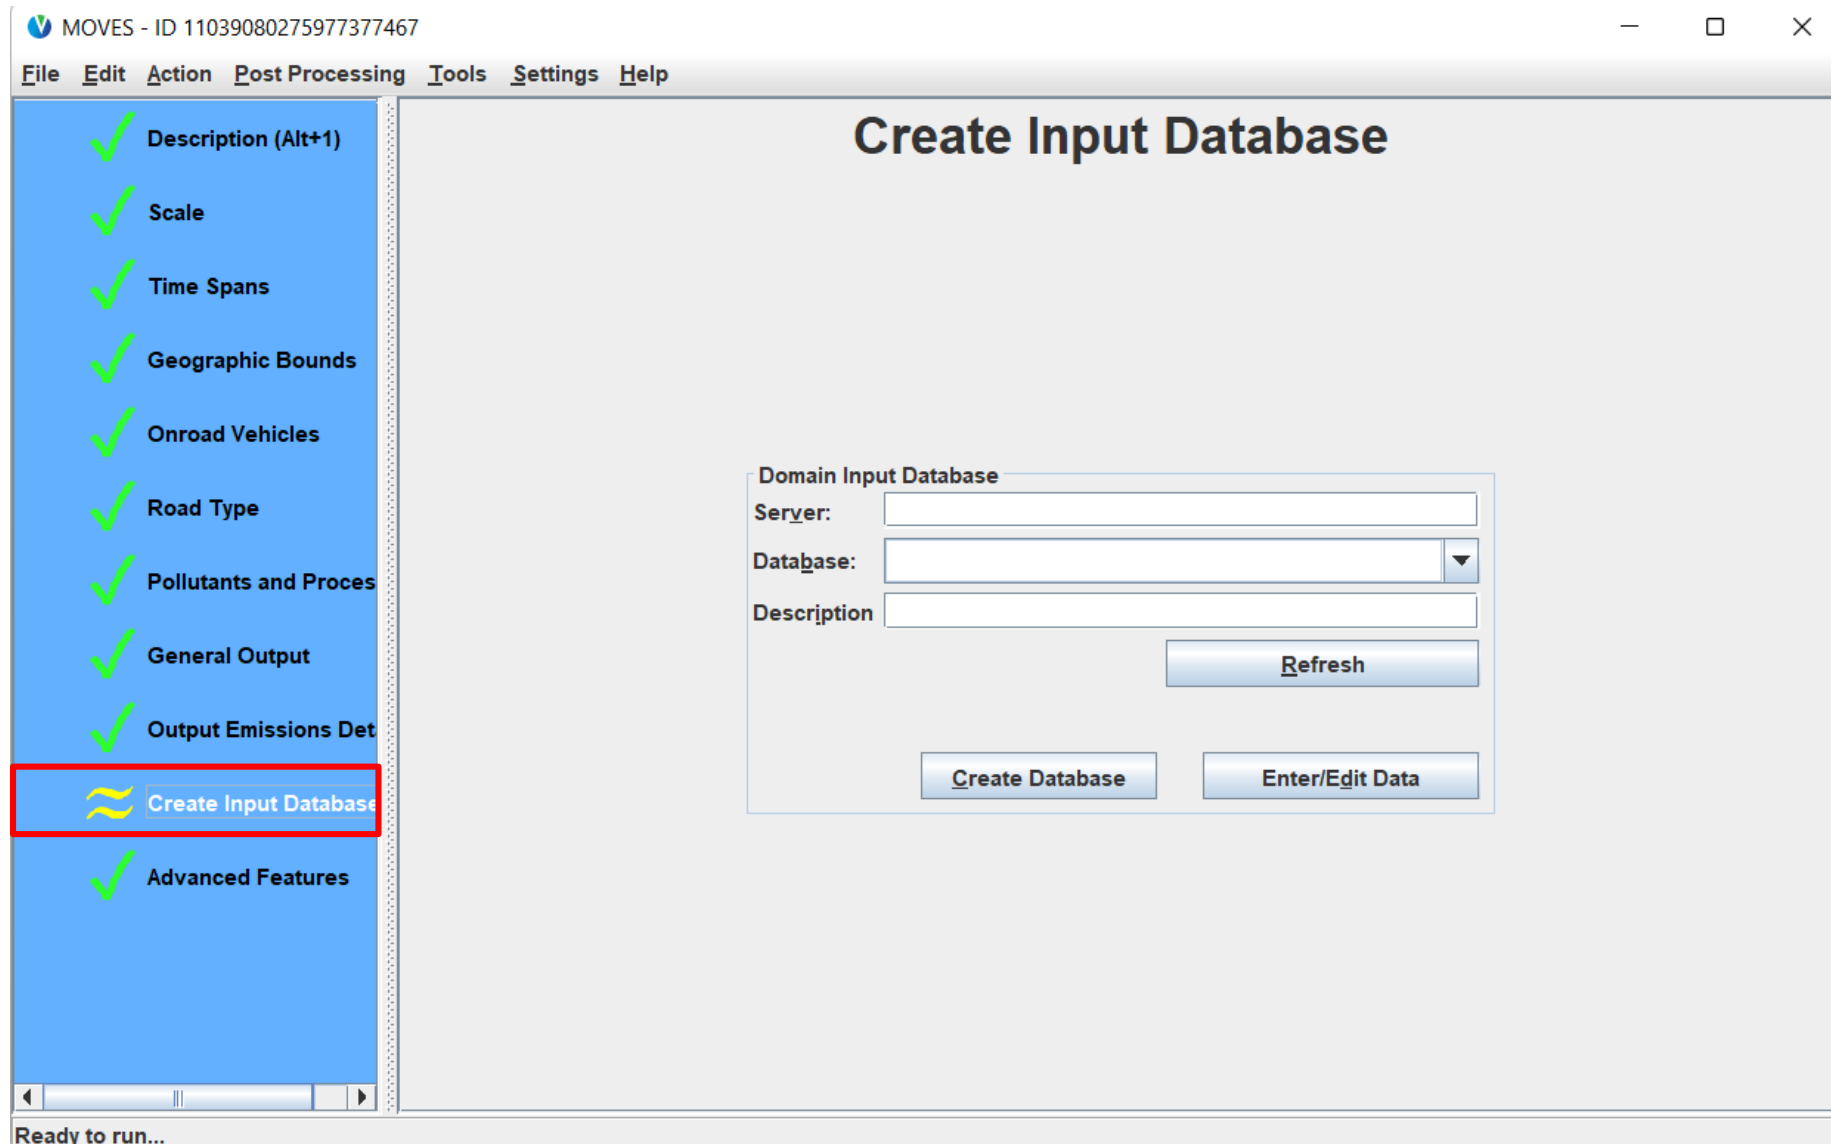 MOVES - ID 11039080275977377467
File Edit Action Post Processing Tools Settings Help
Description (Alt+1)
Scale
Time Spans
Geographic Bounds
Onroad Vehicles
Road Type
Pollutants and Proces
General Output
Output Emissions Det
Create Input Database
Advanced Features
Create Input Database
Domain Input Database
Server:
Database:
Description
Refresh
Create Database Enter/Edit Data
Ready to run...